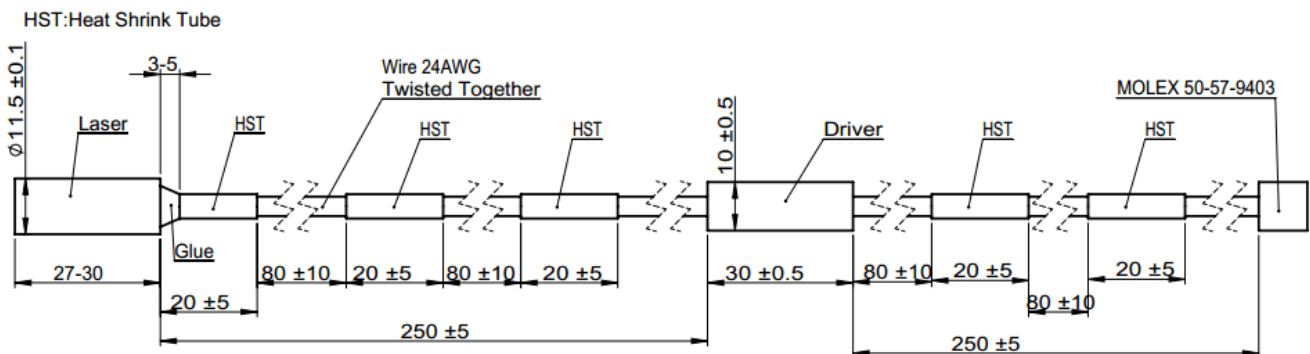 HST:Heat Shrink Tube
Ø11.5 ±0.1
3-5
Wire 24AWG
Twisted Together
MOLEX 50-57-9403
Laser
HST
HST
HST
10 ±0.5
Driver
HST
HST
Glue
27-30
80 ±10
20 ±5
80 ±10
20 ±5
30 ±0.5
80 ±10
20 ±5
20 ±5
20 ±5
80 ±10
250 ±5
250 ±5